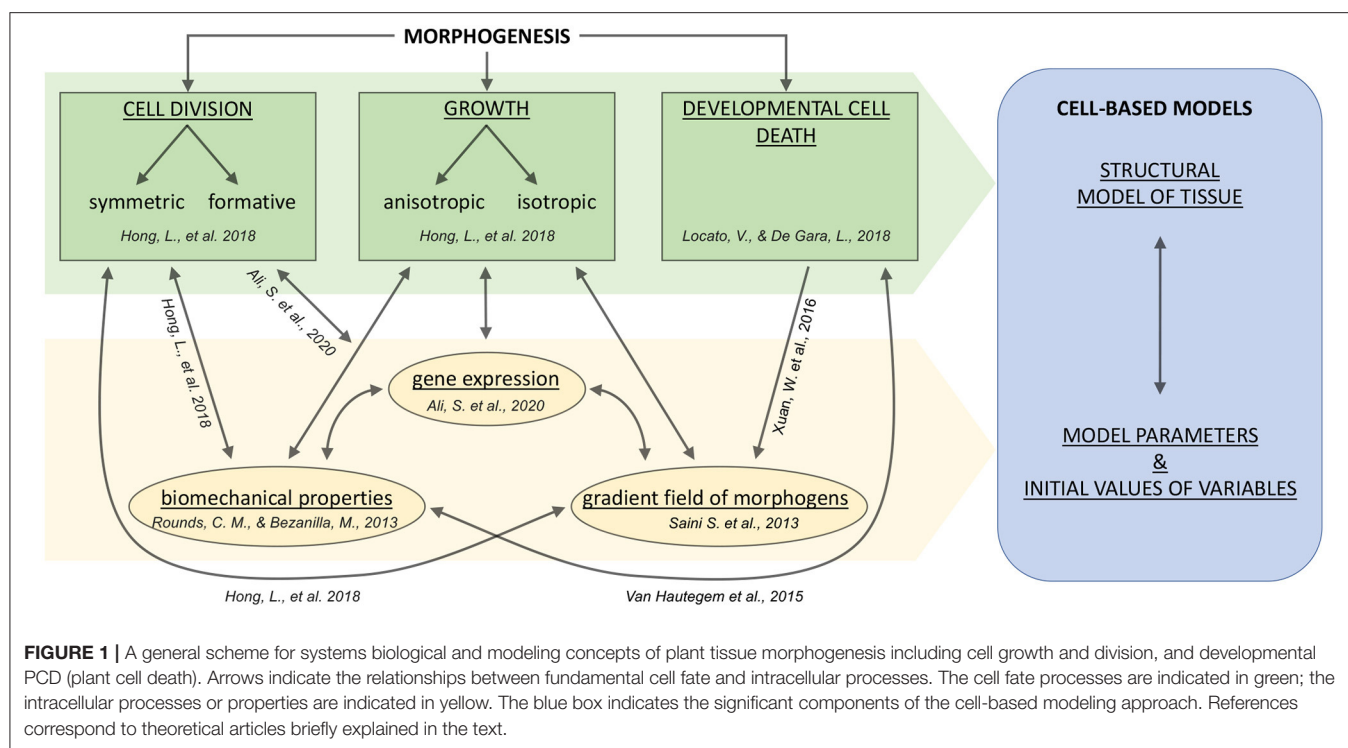 MORPHOGENESIS
CELL DIVISION
symmetric formative
Hong, L., et al. 2018
GROWTH
anisotropic isotropic
Hong, L., et al. 2018
DEVELOPMENTAL CELL
DEATH
Locato, V., & De Gara, L., 2018
Hong, L., et al. 2018
Ali, S. et al., 2020
Xuan, W. et al., 2016
gene expression
Ali, S. et al., 2020
biomechanical properties
Rounds, C. M., & Bezanilla, M., 2013
gradient field of morphogens
Saini S. et al., 2013
Hong, L., et al. 2018
Van Hautegem et al., 2015
CELL-BASED MODELS
STRUCTURAL
MODEL OF TISSUE
MODEL PARAMETERS
&
INITIAL VALUES OF VARIABLES
FIGURE 1 | A general scheme for systems biological and modeling concepts of plant tissue morphogenesis including cell growth and division, and developmental
PCD (plant cell death). Arrows indicate the relationships between fundamental cell fate and intracellular processes. The cell fate processes are indicated in green; the
intracellular processes or properties are indicated in yellow. The blue box indicates the significant components of the cell-based modeling approach. References
correspond to theoretical articles briefly explained in the text.